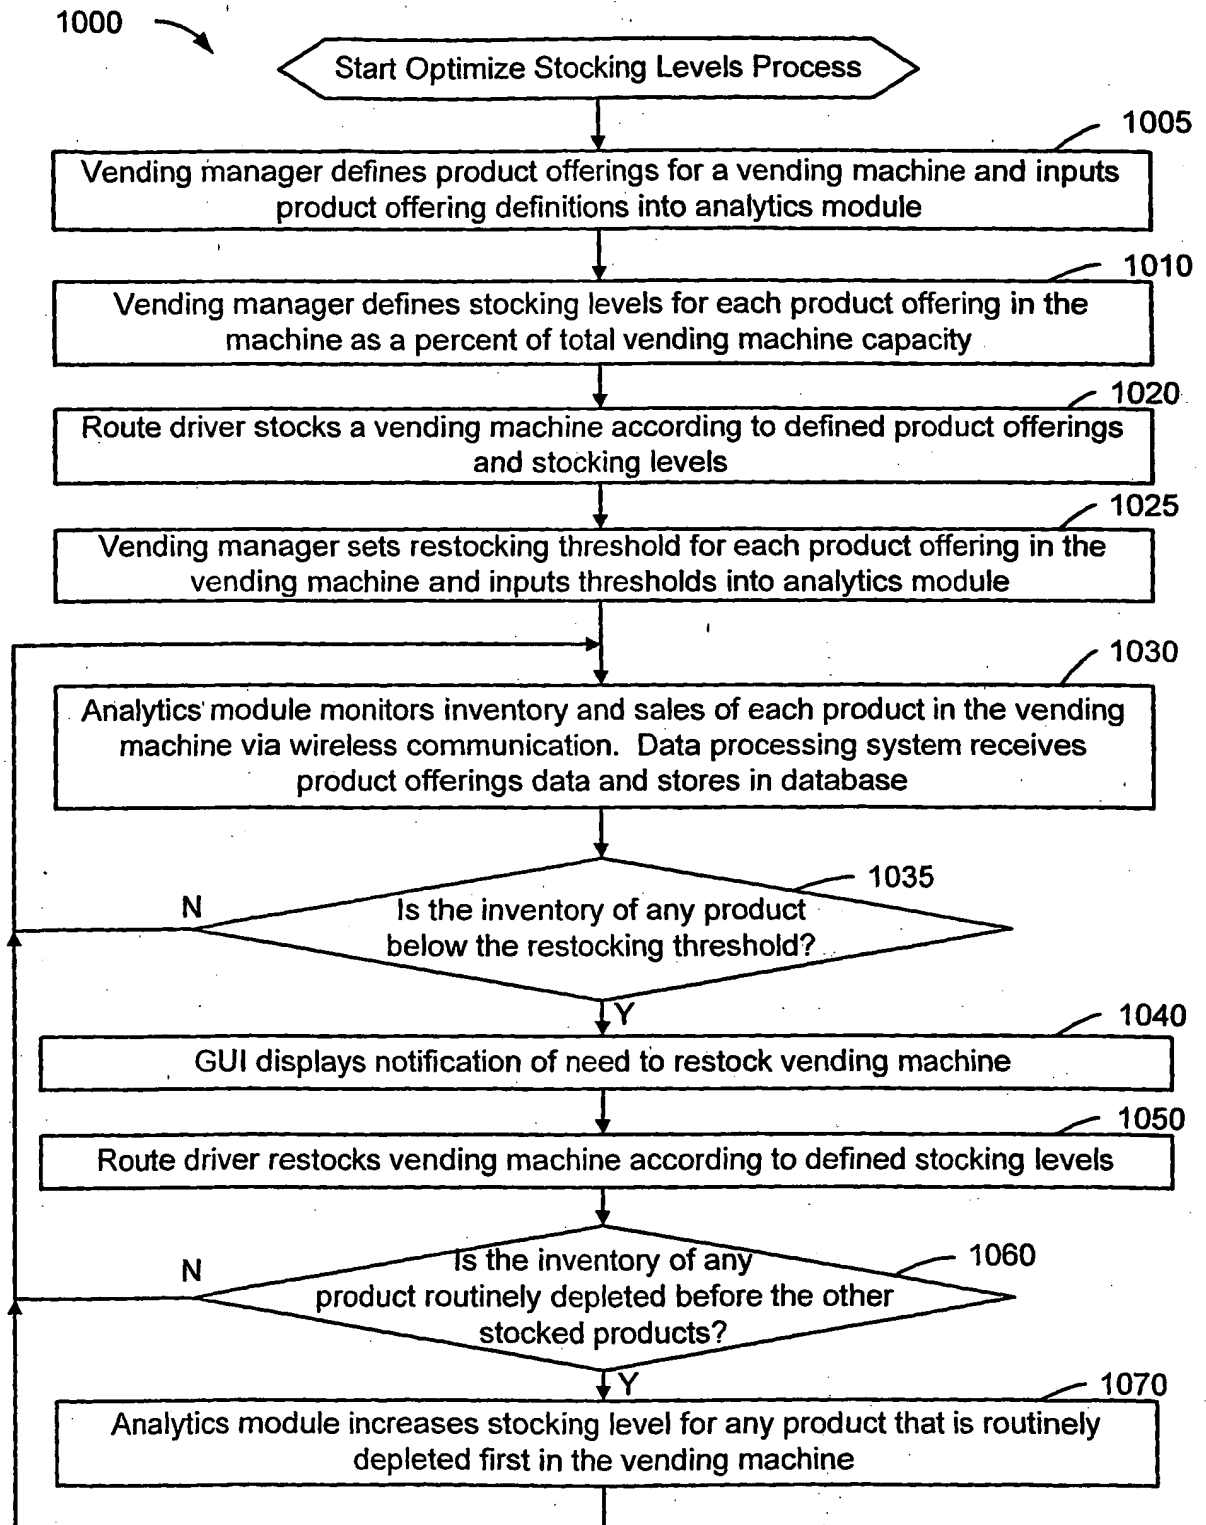 1000
Start Optimize Stocking Levels Process
1005
Vending manager defines product offerings for a vending machine and inputs
product offering definitions into analytics module
1010
Vending manager defines stocking levels for each product offering in the
machine as a percent of total vending machine capacity
1020
Route driver stocks a vending machine according to defined product offerings
and stocking levels
1025
Vending manager sets restocking threshold for each product offering in the
vending machine and inputs thresholds into analytics module
1030
Analytics module monitors inventory and sales of each product in the vending
machine via wireless communication. Data processing system receives
product offerings data and stores in database
1035
N
Is the inventory of any product
below the restocking threshold?
Y
1040
GUI displays notification of need to restock vending machine
1050
Route driver restocks vending machine according to defined stocking levels
1060
N
Is the inventory of any
product routinely depleted before the other
stocked products?
Y
1070
Analytics module increases stocking level for any product that is routinely
depleted first in the vending machine